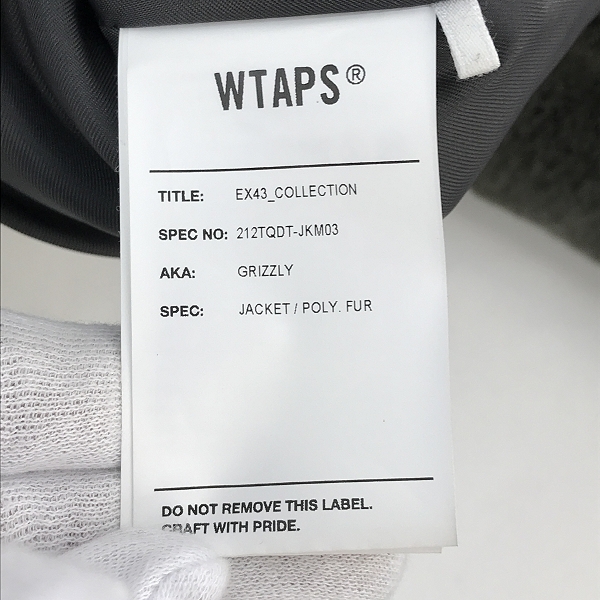 WTAPS®
TITLE: EX43_COLLECTION
SPEC NO: 212TQDT-JKM03
AKA: GRIZZLY
SPEC: JACKET / POLY. FUR
DO NOT REMOVE THIS LABEL.
CRAFT WITH PRIDE.